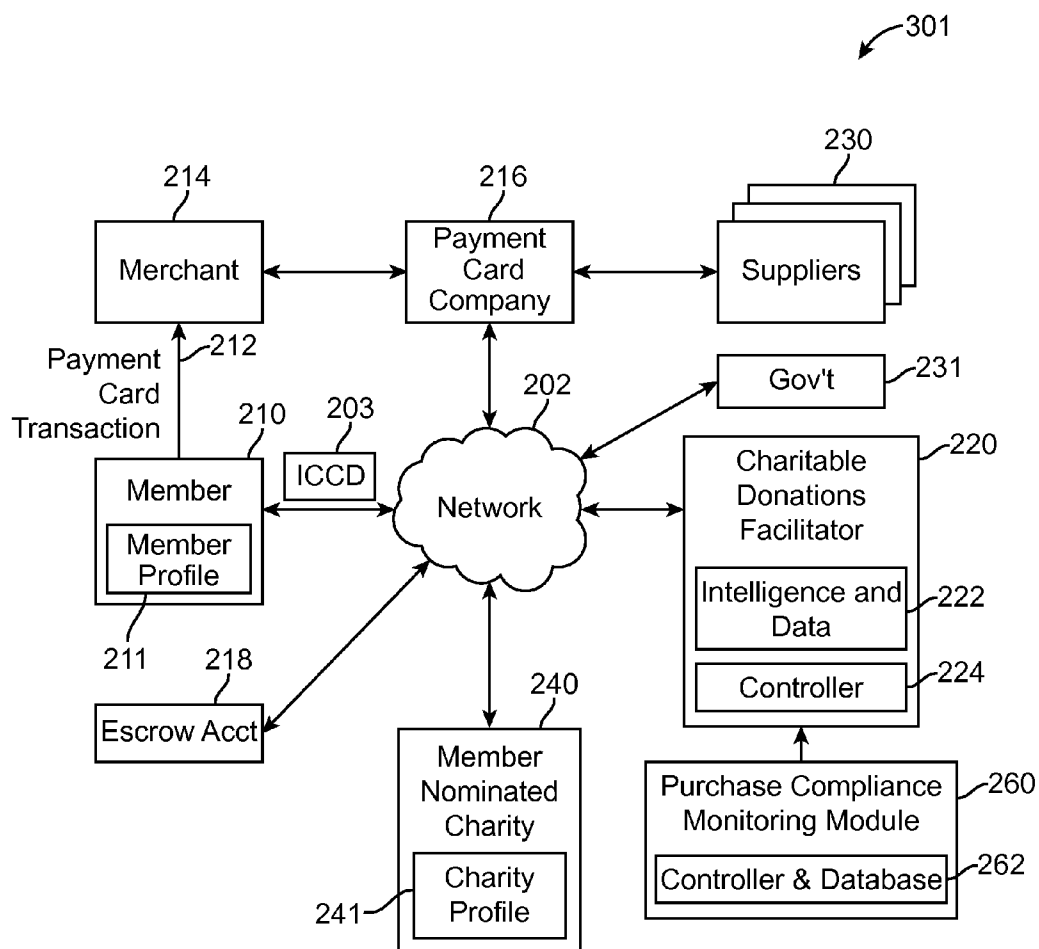 301
230
214
216
Merchant
Payment
Card
Company
Suppliers
Payment
Card
Transaction
212
Gov't
231
202
203
210
ICCD
Member
Member
Profile
211
Network
Charitable
Donations
Facilitator
220
Intelligence and
Data
222
Controller
224
218
Escrow Acct
240
Member
Nominated
Charity
Charity
Profile
241
Purchase Compliance
Monitoring Module
260
Controller & Database
262